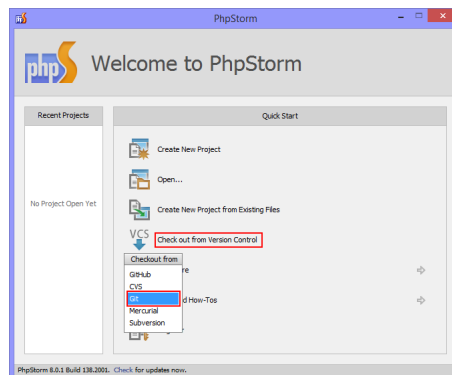 PhpStorm
php
Welcome to PhpStorm
Recent Projects
Quick Start
Create New Project
Open...
No Project Open Yet
Create New Project from Existing Files
VCS
Check out from Version Control
Checkout from
GitHub
re
CVS
Git
d How-Tos
Mercurial
Subversion
PhpStorm 8.0.1 Build 138.2001. Check for updates now.